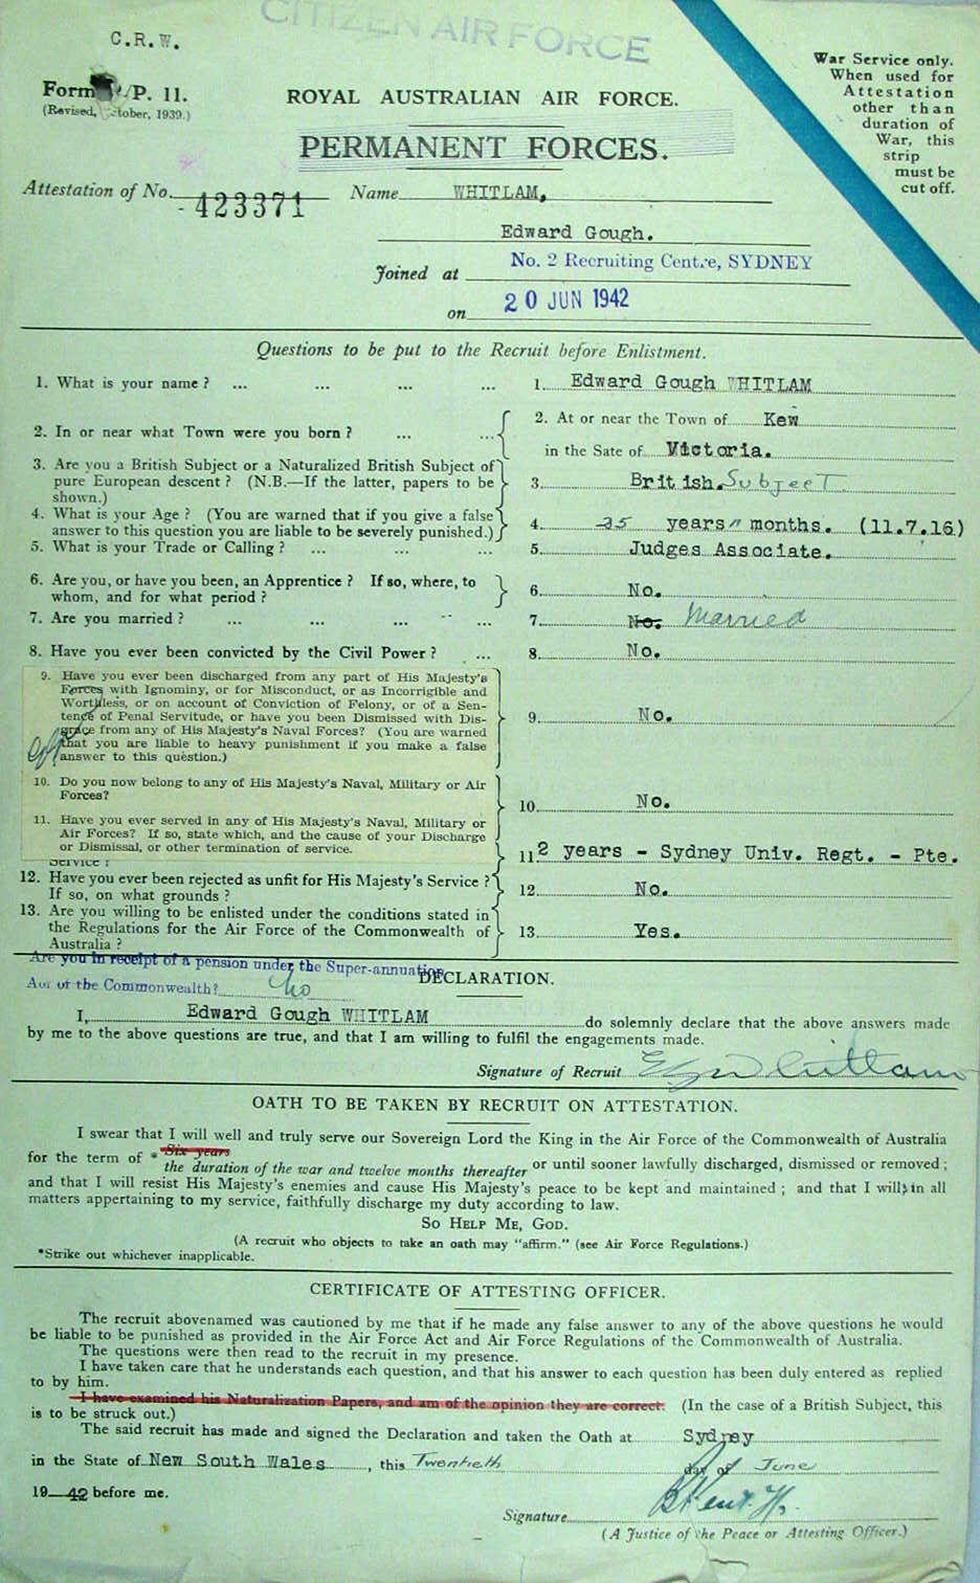 CITIZEN AIR FORCE
C.R.W.
Form P. 11.
(Revised, October, 1939.)
War Service only.
When used for
Attestation
other than
duration of
War, this
strip
must be
cut off.
ROYAL AUSTRALIAN AIR FORCE.
PERMANENT FORCES.
Attestation of No. 423371 Name WHITLAM,
Edward Gough.
Joined at No. 2 Recruiting Centre, SYDNEY
on 20 JUN 1942
Questions to be put to the Recruit before Enlistment.
1. What is your name ? ... ... ... ... 1. Edward Gough WHITLAM
2. In or near what Town were you born ? ... ... 2. At or near the Town of Kew
in the Sate of Victoria.
3. Are you a British Subject or a Naturalized British Subject of
pure European descent ? (N.B.—If the latter, papers to be
shown.) 3. British. Subject
4. What is your Age ? (You are warned that if you give a false
answer to this question you are liable to be severely punished.) 4. 25 years 11 months. (11.7.16)
5. What is your Trade or Calling ? ... ... ... 5. Judges Associate.
6. Are you, or have you been, an Apprentice ? If so, where, to
whom, and for what period ? 6. No.
7. Are you married ? ... ... ... ... ... 7. No. Married
8. Have you ever been convicted by the Civil Power ? ... 8. No.
9. Have you ever been discharged from any part of His Majesty's
Forces with Ignominy, or for Misconduct, or as Incorrigible and
Worthless, or on account of Conviction of Felony, or of a Sen-
tence of Penal Servitude, or have you been Dismissed with Dis-
grace from any of His Majesty's Naval Forces? (You are warned
that you are liable to heavy punishment if you make a false
answer to this question.) 9. No.
10. Do you now belong to any of His Majesty's Naval, Military or Air
Forces? 10. No.
11. Have you ever served in any of His Majesty's Naval, Military or
Air Forces? If so, state which, and the cause of your Discharge
or Dismissal, or other termination of service.
Service ? 11. 2 years - Sydney Univ. Regt. - Pte.
12. Have you ever been rejected as unfit for His Majesty's Service ?
If so, on what grounds ? 12. No.
13. Are you willing to be enlisted under the conditions stated in
the Regulations for the Air Force of the Commonwealth of
Australia ? 13. Yes.
Are you in receipt of a pension under the Super-annuation
Act of the Commonwealth? No
DECLARATION.
I, Edward Gough WHITLAM do solemnly declare that the above answers made
by me to the above questions are true, and that I am willing to fulfil the engagements made.
Signature of Recruit EGWhitlam
OATH TO BE TAKEN BY RECRUIT ON ATTESTATION.
I swear that I will well and truly serve our Sovereign Lord the King in the Air Force of the Commonwealth of Australia
for the term of * Six years
the duration of the war and twelve months thereafter or until sooner lawfully discharged, dismissed or removed ;
and that I will resist His Majesty's enemies and cause His Majesty's peace to be kept and maintained ; and that I will, in all
matters appertaining to my service, faithfully discharge my duty according to law.
SO HELP ME, GOD.
(A recruit who objects to take an oath may "affirm." (see Air Force Regulations.)
*Strike out whichever inapplicable.
CERTIFICATE OF ATTESTING OFFICER.
The recruit abovenamed was cautioned by me that if he made any false answer to any of the above questions he would
be liable to be punished as provided in the Air Force Act and Air Force Regulations of the Commonwealth of Australia.
The questions were then read to the recruit in my presence.
I have taken care that he understands each question, and that his answer to each question has been duly entered as replied
to by him.
I have examined his Naturalization Papers, and am of the opinion they are correct. (In the case of a British Subject, this
is to be struck out.)
The said recruit has made and signed the Declaration and taken the Oath at Sydney
in the State of New South Wales, this Twentieth day of June
19 42 before me.
Signature
(A Justice of the Peace or Attesting Officer.)